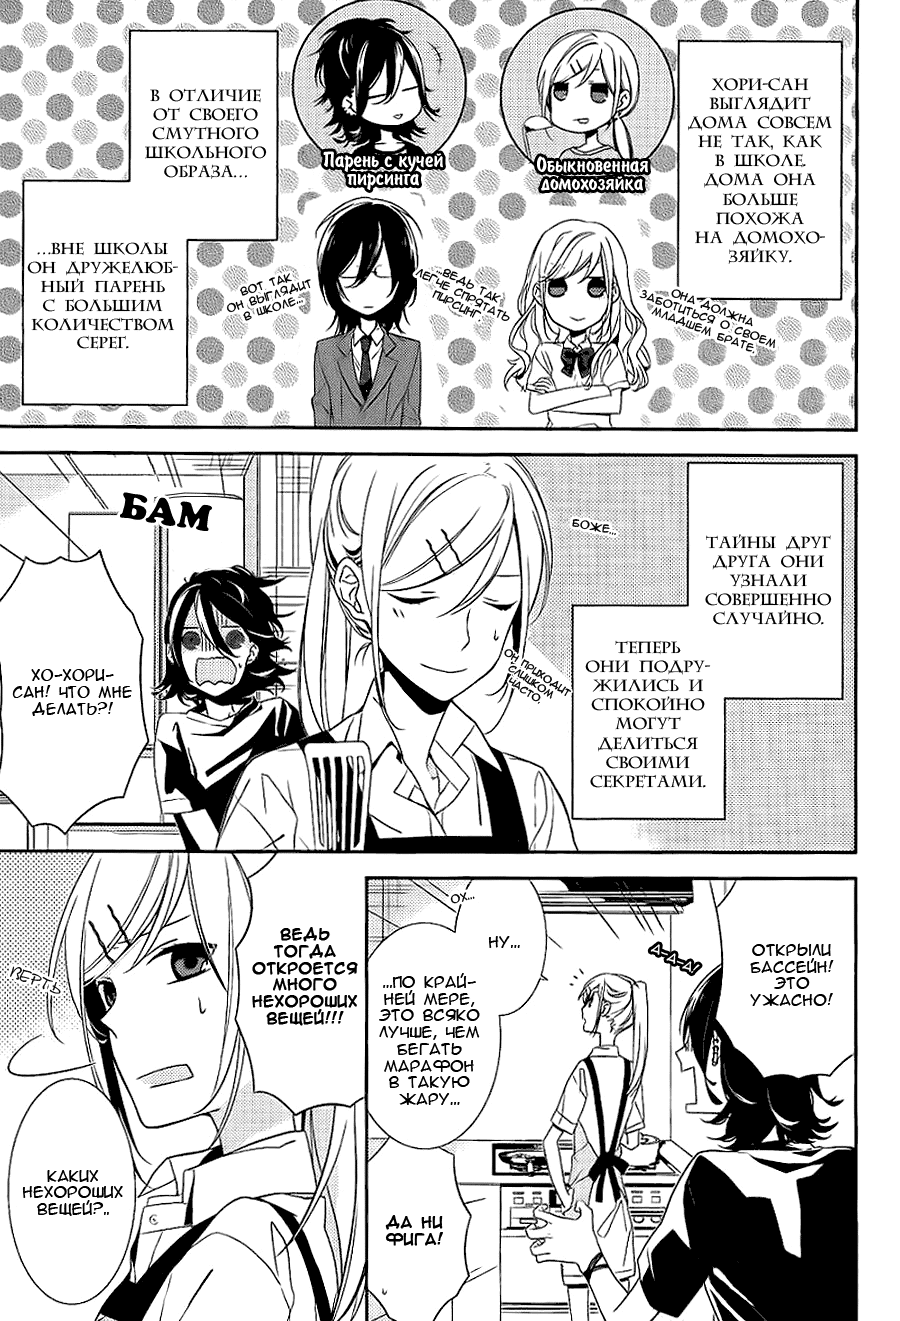 ХОРИ-САН
ВЫГЛЯДИТ
ДОМА СОВСЕМ
НЕ ТАК, КАК
В ШКОЛЕ.
ДОМА ОНА
БОЛЬШЕ
ПОХОЖА
НА ДОМОХО-
ЗЯЙКУ.
Обыкновенная
домохозяйка
ОНА ДОЛЖНА
ЗАБОТИТЬСЯ О СВОЕМ
МЛАДШЕМ БРАТЕ.
Парень с кучей
пирсинга
В ОТЛИЧИЕ
ОТ СВОЕГО
СМУТНОГО
ШКОЛЬНОГО
ОБРАЗА...
...ВНЕ ШКОЛЫ
ОН ДРУЖЕЛЮБ-
НЫЙ ПАРЕНЬ
С БОЛЬШИМ
КОЛИЧЕСТВОМ
СЕРЕГ.
ВОТ ТАК
ОН ВЫГЛЯДИТ
В ШКОЛЕ...
...ВЕДЬ ТАК
ЛЕГЧЕ СПРЯТАТЬ
ПИРСИНГ
ТАЙНЫ ДРУГ
ДРУГА ОНИ
УЗНАЛИ
СОВЕРШЕННО
СЛУЧАЙНО.
ТЕПЕРЬ
ОНИ ПОДРУ-
ЖИЛИСЬ И
СПОКОЙНО
МОГУТ
ДЕЛИТЬСЯ
СВОИМИ
СЕКРЕТАМИ.
БОЖЕ...
ОН ПРИХОДИТ
СЛИШКОМ
ЧАСТО.
БАМ
ХО-ХОРИ-
САН! ЧТО МНЕ
ДЕЛАТЬ?!
ОТКРЫЛИ
БАССЕЙН!
ЭТО
УЖАСНО!
Д-Д-Д!
ОХ...
НУ...
...ПО КРАЙ-
НЕЙ МЕРЕ,
ЭТО ВСЯКО
ЛУЧШЕ, ЧЕМ
БЕГАТЬ
МАРАФОН
В ТАКУЮ
ЖАРУ...
ДА НИ
ФИГА!
ВЕДЬ
ТОГДА
ОТКРОЕТСЯ
МНОГО
НЕХОРОШИХ
ВЕЩЕЙ!!!
ВЕРТЬ
КАКИХ
НЕХОРОШИХ
ВЕЩЕЙ?..